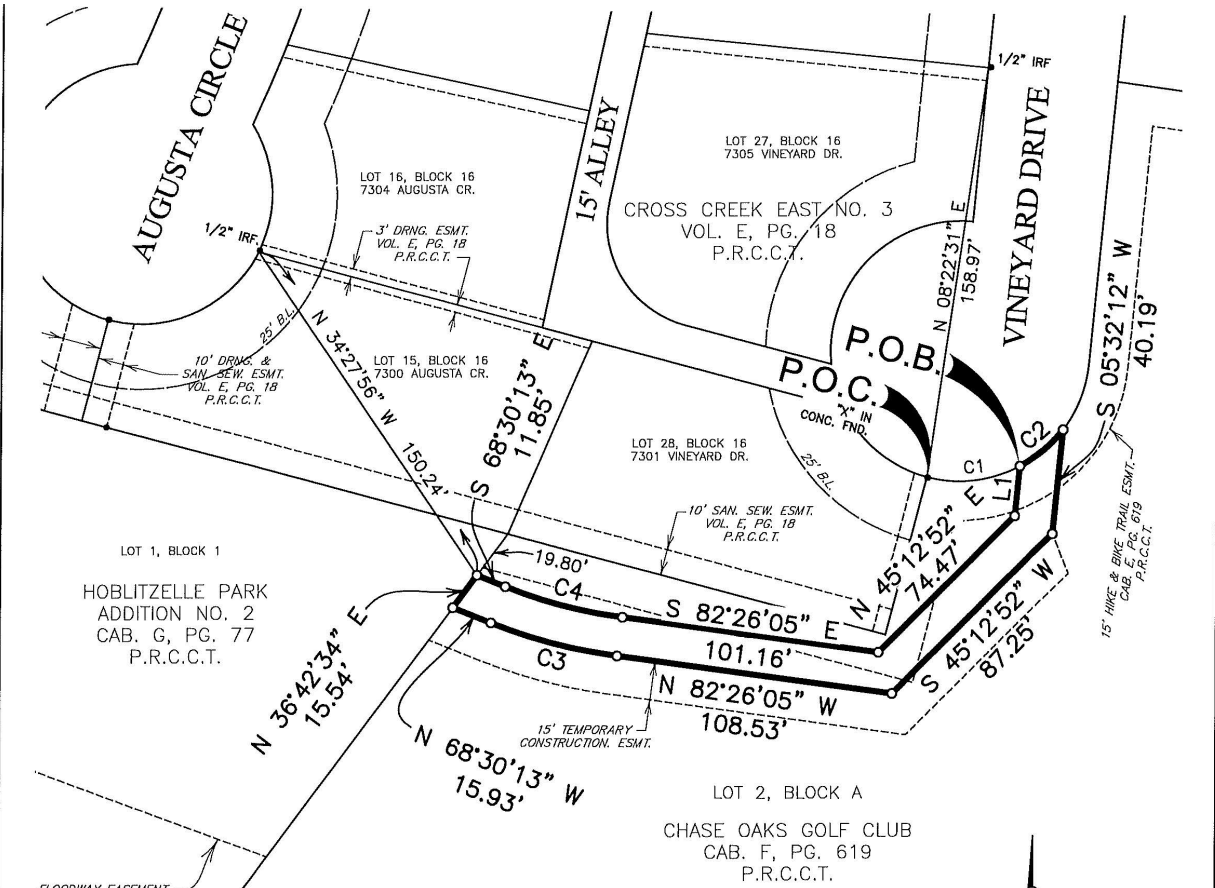 AUGUSTA CIRCLE
1/2" IRF.
LOT 16, BLOCK 16
7304 AUGUSTA CR.
3' DRNG. ESMT.
VOL. E, PG. 18
P.R.C.C.T.
15' ALLEY
LOT 27, BLOCK 16
7305 VINEYARD DR.
CROSS CREEK EAST NO. 3
VOL. E, PG. 18
P.R.C.C.T.
1/2" IRF
VINEYARD DRIVE
N 08°22'31" E
158.97'
S 05°32'12" W
40.19'
25' B.L.
10' DRNG. &
SAN. SEW. ESMT.
VOL. E, PG. 18
P.R.C.C.T.
N 34°27'56" W
150.24'
LOT 15, BLOCK 16
7300 AUGUSTA CR.
S 68°30'13" E
11.85'
P.O.B.
P.O.C.
"X" IN
CONC. FND.
C1
C2
L1
LOT 28, BLOCK 16
7301 VINEYARD DR.
25' B.L.
10' SAN. SEW. ESMT.
VOL. E, PG. 18
P.R.C.C.T.
N 45°12'52" E
74.47'
15' HIKE & BIKE TRAIL ESMT.
CAB. E, PG. 619
P.R.C.C.T.
LOT 1, BLOCK 1
HOBLITZELLE PARK
ADDITION NO. 2
CAB. G, PG. 77
P.R.C.C.T.
19.80'
C4
S 82°26'05" E
101.16'
S 45°12'52" W
87.25'
N 36°42'34" E
15.54'
C3
N 82°26'05" W
108.53'
15' TEMPORARY
CONSTRUCTION. ESMT.
N 68°30'13" W
15.93'
LOT 2, BLOCK A
CHASE OAKS GOLF CLUB
CAB. F, PG. 619
P.R.C.C.T.
FLOODWAY EASEMENT